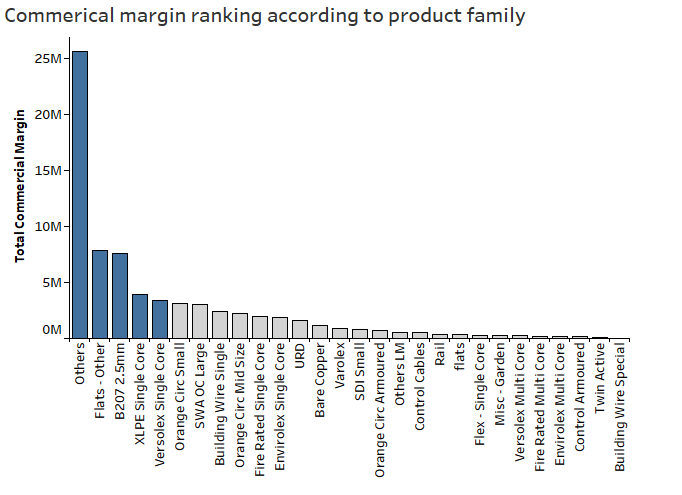 Commerical margin ranking according to product family
Total Commercial Margin
25M
20M
15M
10M
5M
0M
Others
Flats - Other
B207 2.5mm
XLPE Single Core
Versolex Single Core
Orange Circ Small
SWA OC Large
Building Wire Single
Orange Circ Mid Size
Fire Rated Single Core
Envirolex Single Core
URD
Bare Copper
Varolex
SDI Small
Orange Circ Armoured
Others LM
Control Cables
Rail
flats
Flex - Single Core
Misc - Garden
Versolex Multi Core
Fire Rated Multi Core
Envirolex Multi Core
Control Armoured
Twin Active
Building Wire Special